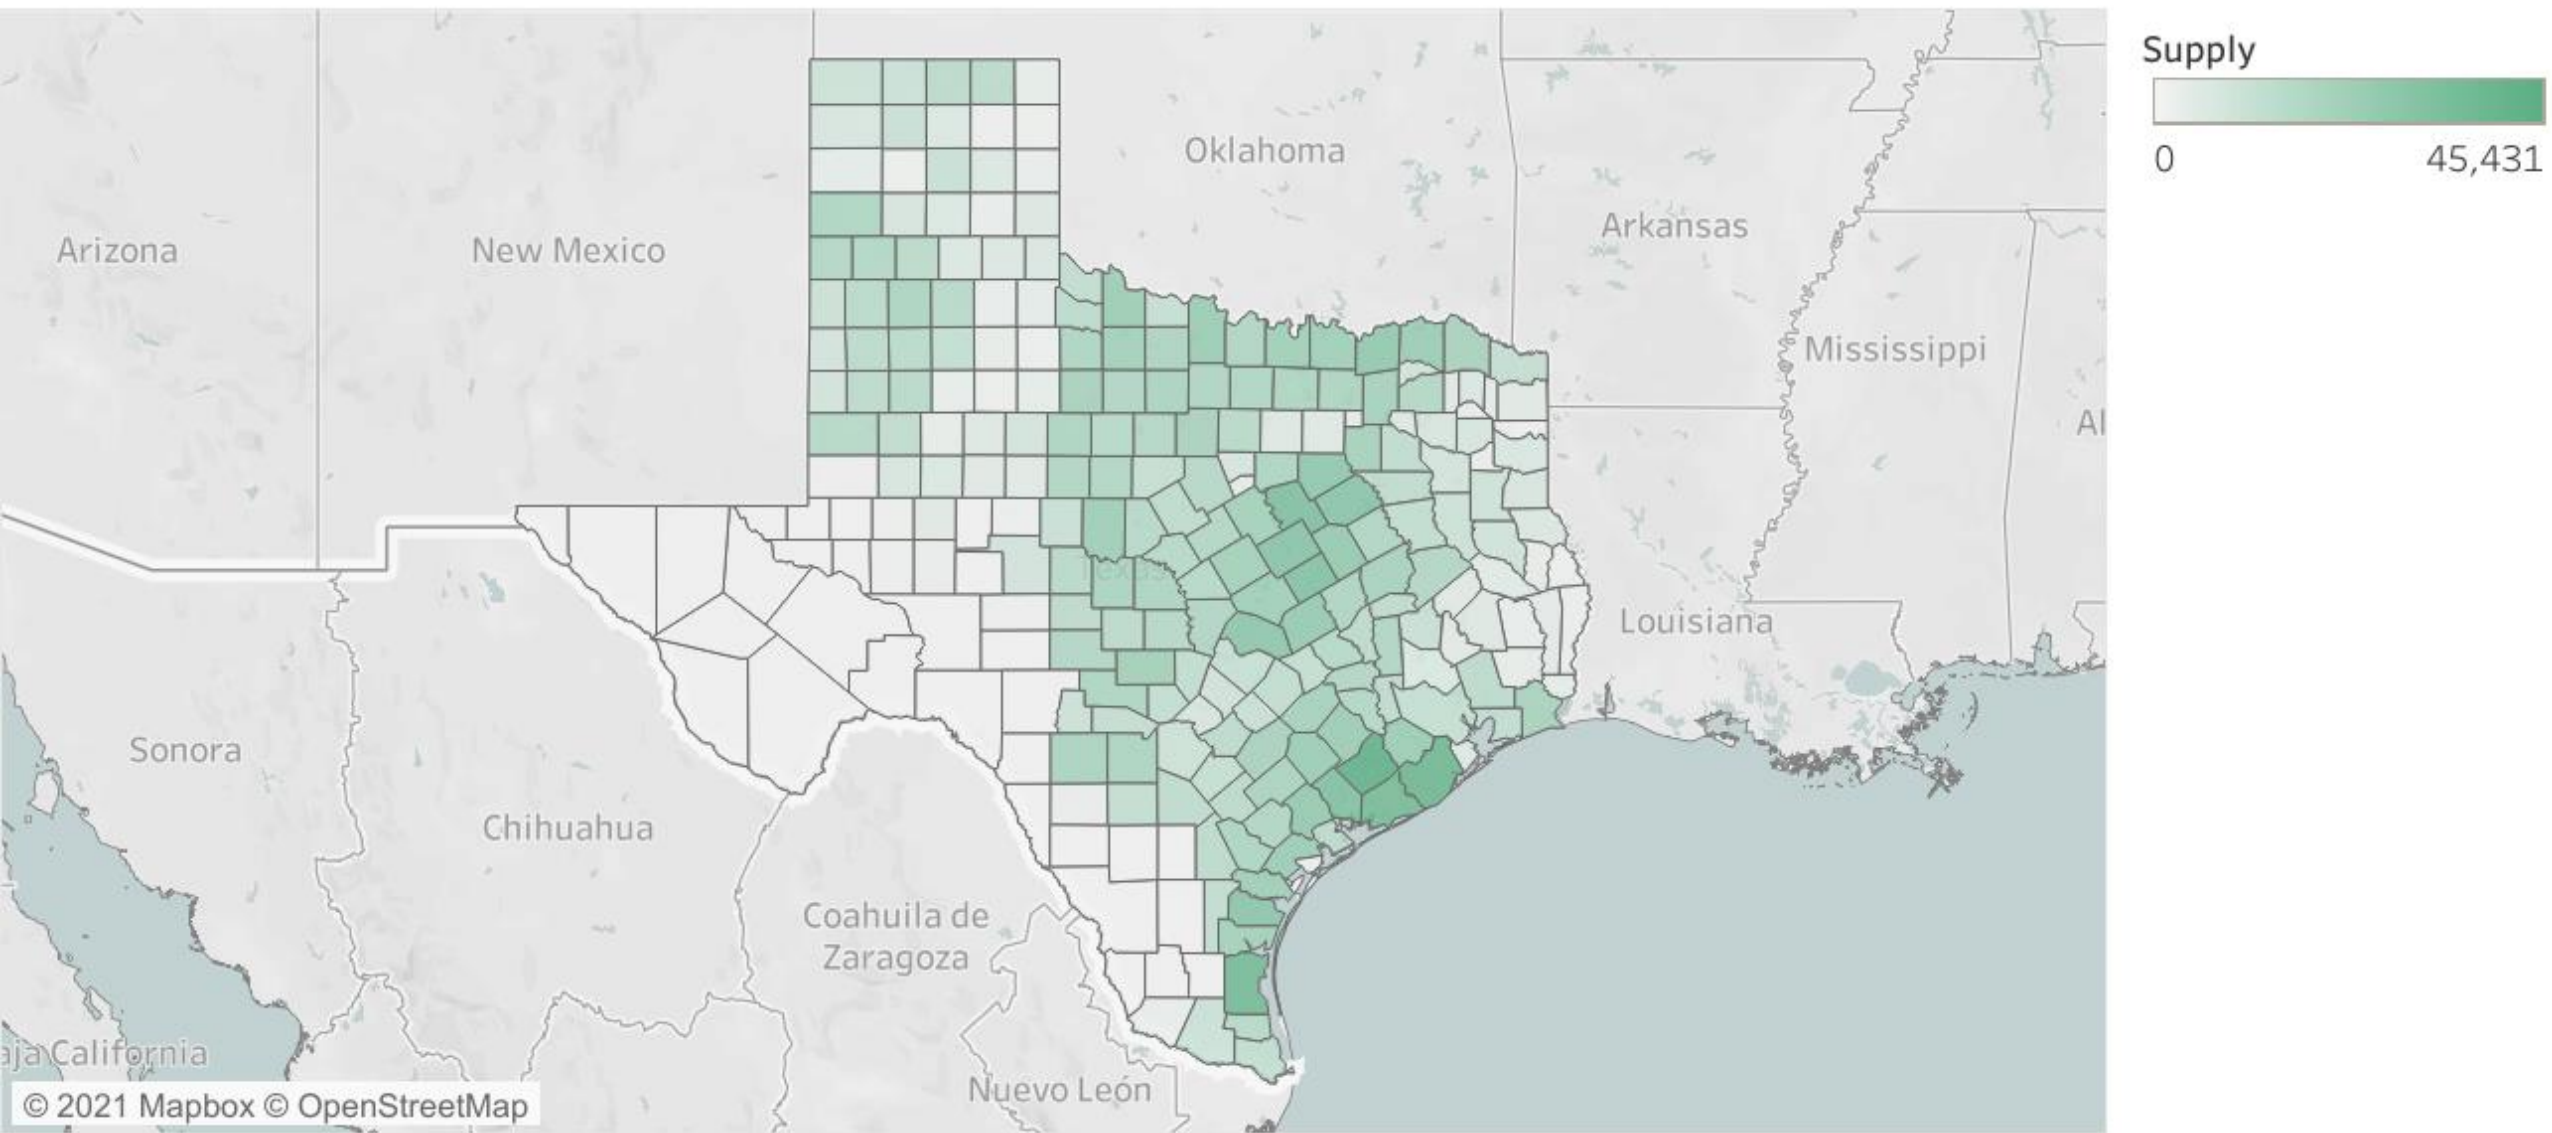 Supply
0 45,431
Oklahoma
Arkansas
Arizona
New Mexico
Mississippi
Al
Texas
Louisiana
Sonora
Chihuahua
Coahuila de
Zaragoza
aja California
Nuevo León
© 2021 Mapbox © OpenStreetMap